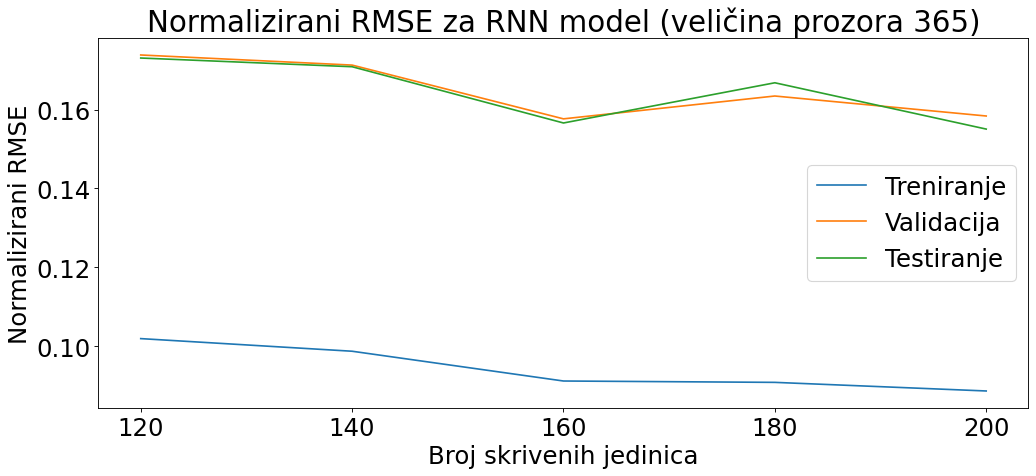 Normalizirani RMSE za RNN model (veličina prozora 365)
Normalizirani RMSE
0.16
0.14
0.12
0.10
Treniranje
Validacija
Testiranje
120 140 160 180 200
Broj skrivenih jedinica